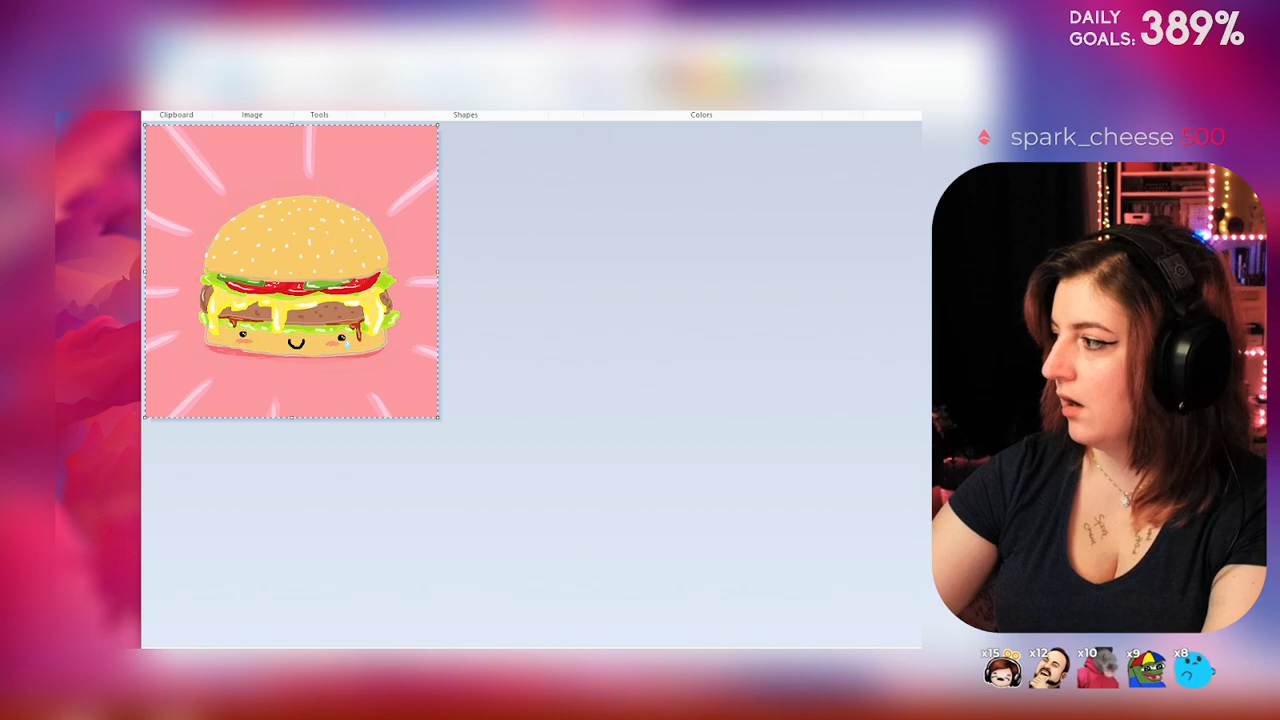 DAILY
GOALS: 389%
Clipboard Image Tools Shapes Colors
spark_cheese 500
x15 x12 x10 x9 x8